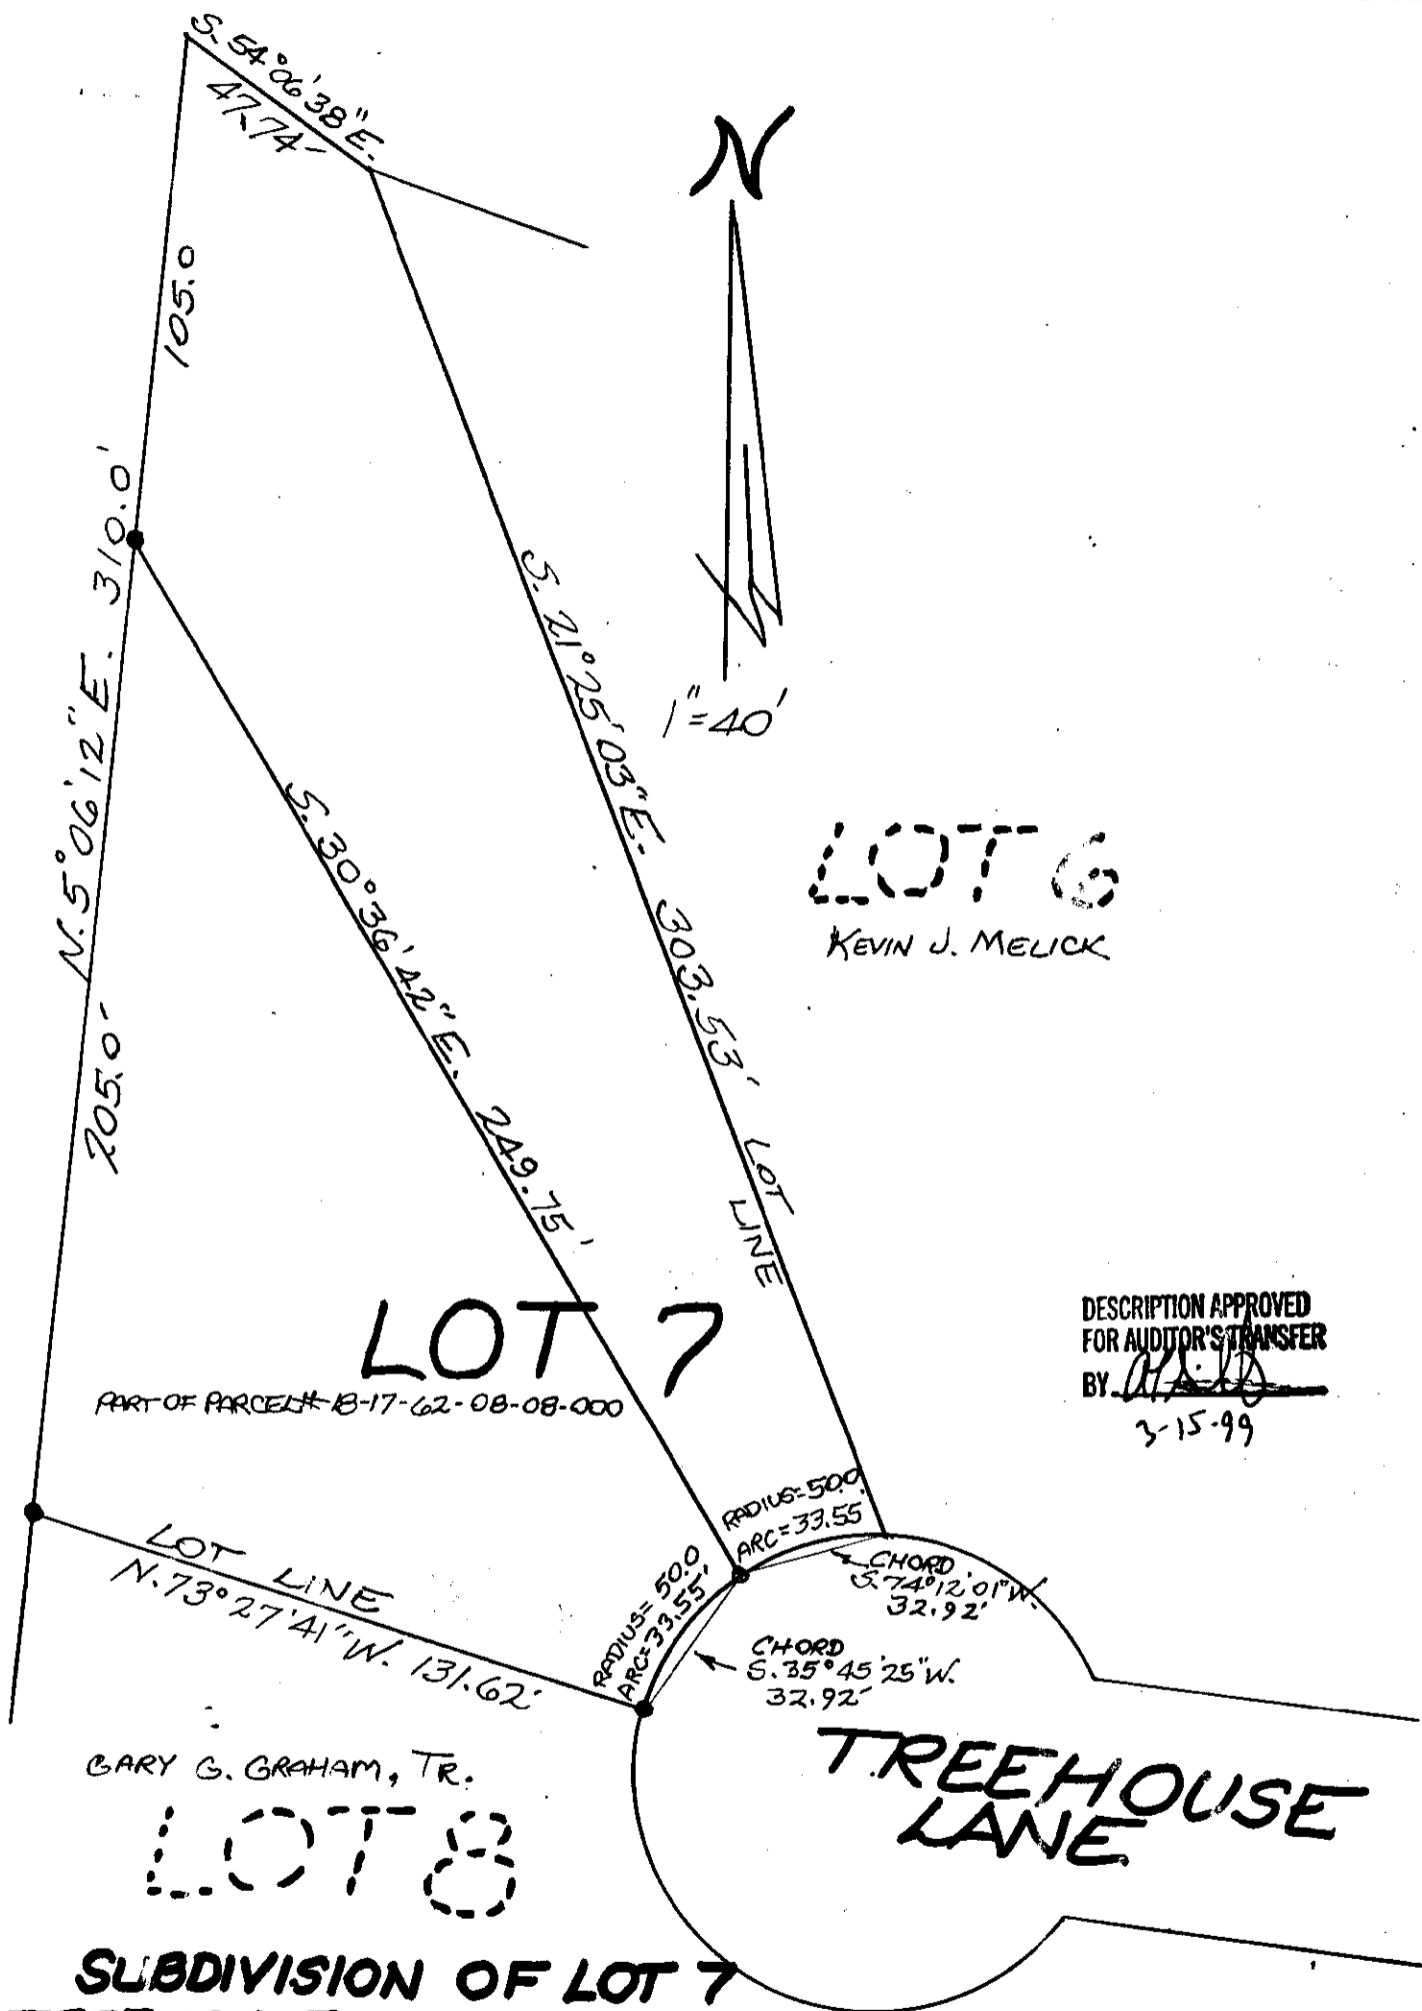 S. 54°06'38" E.
47.74'
N
105.0
1"=40'
N. 5°06'12" E. 310.0'
205.0'
S. 21°25'03" E. 303.53' LOT
LINE
S. 30°36'42" E. 249.75'
LOT 6
KEVIN J. MELICK
LOT 7
PART OF PARCEL# 18-17-62-08-08-000
DESCRIPTION APPROVED
FOR AUDITOR'S TRANSFER
BY
3-15-99
RADIUS=50.0
ARC=33.55'
CHORD
S. 74°12'01" W.
32.92'
RADIUS=50.0
ARC=33.55'
CHORD
S. 35°45'25" W.
32.92'
LOT LINE
N. 73°27'41" W. 131.62'
GARY G. GRAHAM, TR.
LOT 8
TREEHOUSE
LANE
SUBDIVISION OF LOT 7